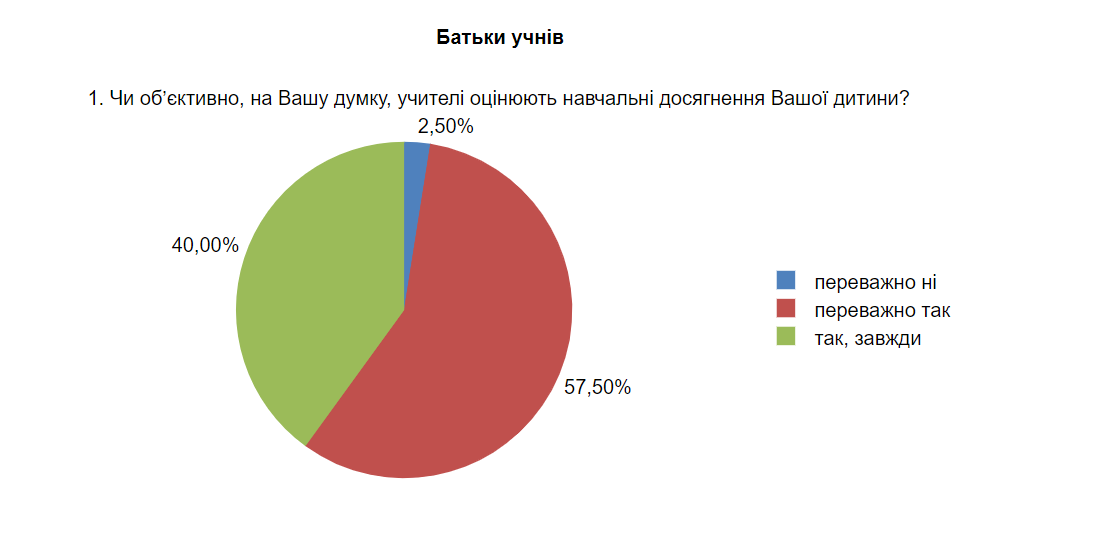 Батьки учнів
1. Чи об’єктивно, на Вашу думку, учителі оцінюють навчальні досягнення Вашої дитини?
2,50%
40,00%
57,50%
переважно ні
переважно так
так, завжди